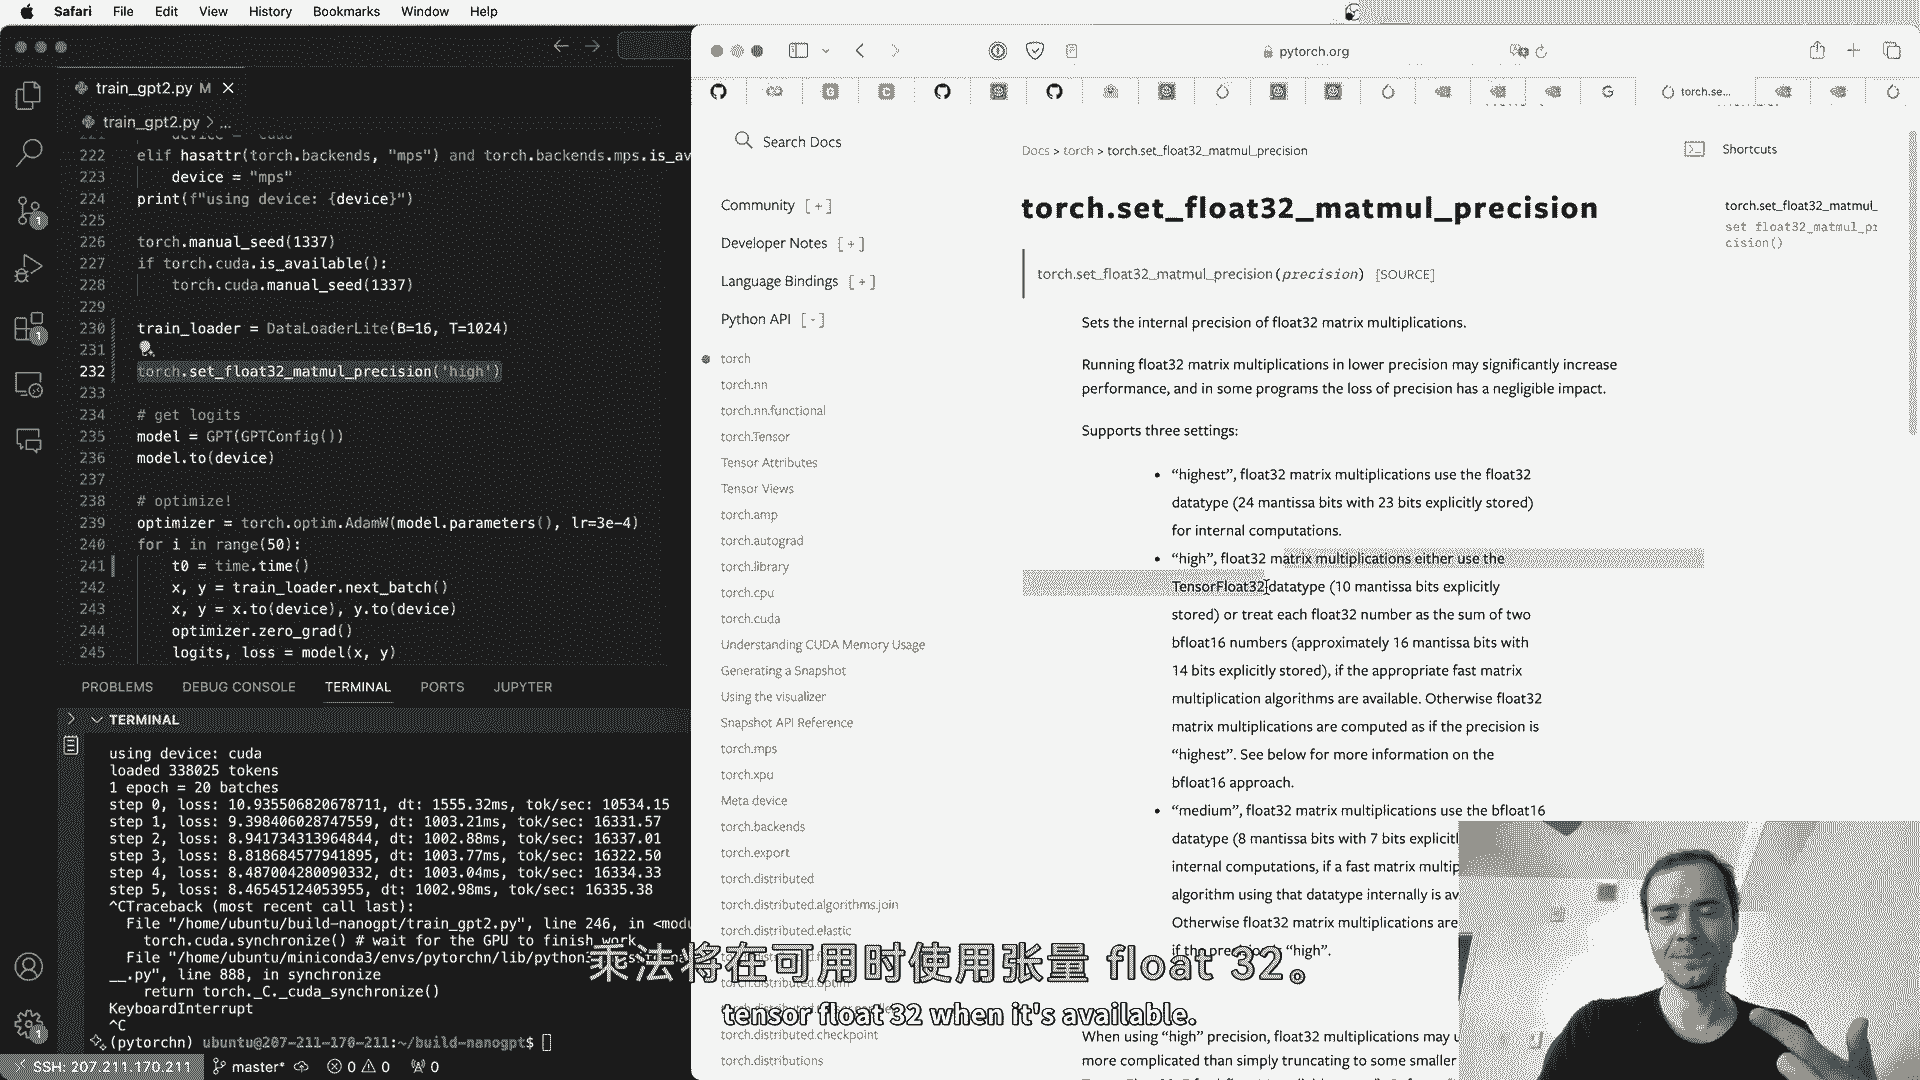 Safari File Edit View History Bookmarks Window Help
train_gpt2.py M
train_gpt2.py > ...
222 elif hasattr(torch.backends, "mps") and torch.backends.mps.is_av
223 device = "mps"
224 print(f"using device: {device}")
225
226 torch.manual_seed(1337)
227 if torch.cuda.is_available():
228 torch.cuda.manual_seed(1337)
229
230 train_loader = DataLoaderLite(B=16, T=1024)
231
232 torch.set_float32_matmul_precision('high')
233
234 # get logits
235 model = GPT(GPTConfig())
236 model.to(device)
237
238 # optimize!
239 optimizer = torch.optim.AdamW(model.parameters(), lr=3e-4)
240 for i in range(50):
241 t0 = time.time()
242 x, y = train_loader.next_batch()
243 x, y = x.to(device), y.to(device)
244 optimizer.zero_grad()
245 logits, loss = model(x, y)
PROBLEMS DEBUG CONSOLE TERMINAL PORTS JUPYTER
TERMINAL
using device: cuda
loaded 338025 tokens
1 epoch = 20 batches
step 0, loss: 10.935506820678711, dt: 1555.32ms, tok/sec: 10534.15
step 1, loss: 9.398406028747559, dt: 1003.21ms, tok/sec: 16331.57
step 2, loss: 8.941734313964844, dt: 1002.88ms, tok/sec: 16337.01
step 3, loss: 8.818684577941895, dt: 1003.77ms, tok/sec: 16322.50
step 4, loss: 8.487004280090332, dt: 1003.04ms, tok/sec: 16334.33
step 5, loss: 8.46545124053955, dt: 1002.98ms, tok/sec: 16335.38
^CTraceback (most recent call last):
File "/home/ubuntu/build-nanogpt/train_gpt2.py", line 246, in <modu
torch.cuda.synchronize() # wait for the GPU to finish work
File "/home/ubuntu/miniconda3/envs/pytorchn/lib/python3
__.py", line 888, in synchronize
return torch._C._cuda_synchronize()
KeyboardInterrupt
^C
(pytorchn) ubuntu@207-211-170-211:~/build-nanogpt$
SSH: 207.211.170.211 master* 0 0 0
pytorch.org
torch.se...
Search Docs
Community [ + ]
Developer Notes [ + ]
Language Bindings [ + ]
Python API [ - ]
torch
torch.nn
torch.nn.functional
torch.Tensor
Tensor Attributes
Tensor Views
torch.amp
torch.autograd
torch.library
torch.cpu
torch.cuda
Understanding CUDA Memory Usage
Generating a Snapshot
Using the visualizer
Snapshot API Reference
torch.mps
torch.xpu
Meta device
torch.backends
torch.export
torch.distributed
torch.distributed.algorithms.join
torch.distributed.elastic
torch.distributed.checkpoint
torch.distributions
Docs > torch > torch.set_float32_matmul_precision
torch.set_float32_matmul_precision
torch.set_float32_matmul_precision(precision) [SOURCE]
Sets the internal precision of float32 matrix multiplications.
Running float32 matrix multiplications in lower precision may significantly increase
performance, and in some programs the loss of precision has a negligible impact.
Supports three settings:
• “highest”, float32 matrix multiplications use the float32
datatype (24 mantissa bits with 23 bits explicitly stored)
for internal computations.
• “high”, float32 matrix multiplications either use the
TensorFloat32 datatype (10 mantissa bits explicitly
stored) or treat each float32 number as the sum of two
bfloat16 numbers (approximately 16 mantissa bits with
14 bits explicitly stored), if the appropriate fast matrix
multiplication algorithms are available. Otherwise float32
matrix multiplications are computed as if the precision is
“highest”. See below for more information on the
bfloat16 approach.
• “medium”, float32 matrix multiplications use the bfloat16
datatype (8 mantissa bits with 7 bits explicitl
internal computations, if a fast matrix multip
algorithm using that datatype internally is av
Otherwise float32 matrix multiplications are
if the precision is “high”.
When using “high” precision, float32 multiplications may u
more complicated than simply truncating to some smaller
Shortcuts
torch.set_float32_matmul_
set_float32_matmul_pr
cision()
乘法将在可用时使用张量 float 32。
tensor float 32 when it's available.